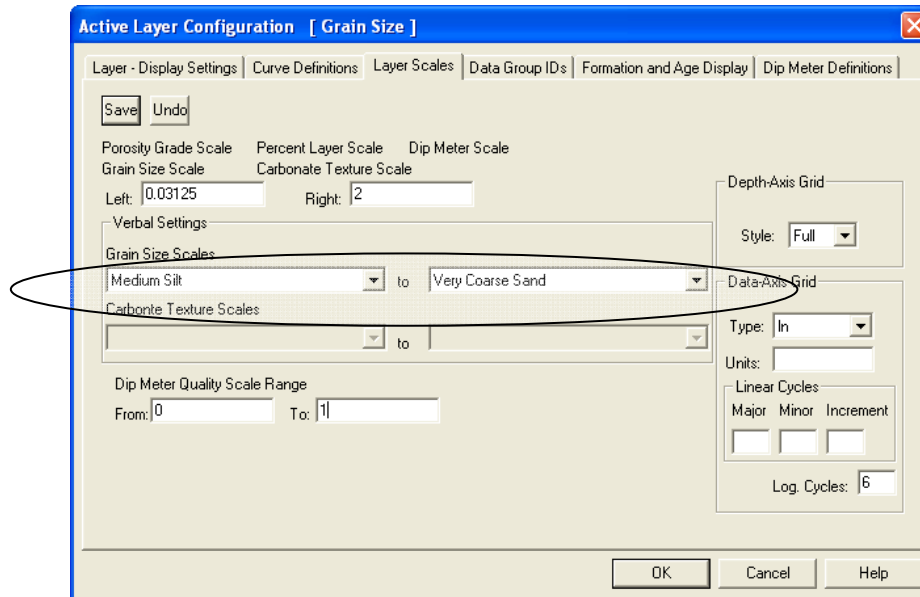 Active Layer Configuration [ Grain Size ]
Layer - Display Settings Curve Definitions Layer Scales Data Group IDs Formation and Age Display Dip Meter Definitions
Save Undo
Porosity Grade Scale Percent Layer Scale Dip Meter Scale
Grain Size Scale Carbonate Texture Scale
Left: 0.03125 Right: 2
Verbal Settings
Grain Size Scales
Medium Silt to Very Coarse Sand
Carbonte Texture Scales
to
Dip Meter Quality Scale Range
From: 0 To: 1
Depth-Axis Grid
Style: Full
Data-Axis Grid
Type: ln
Units:
Linear Cycles
Major Minor Increment
Log. Cycles: 6
OK Cancel Help